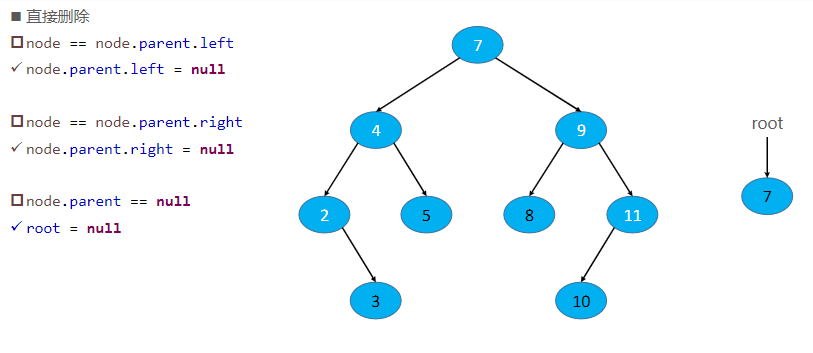 直接删除
node == node.parent.left
node.parent.left = null
node == node.parent.right
node.parent.right = null
node.parent == null
root = null
7
4
9
2
5
8
11
3
10
root
7